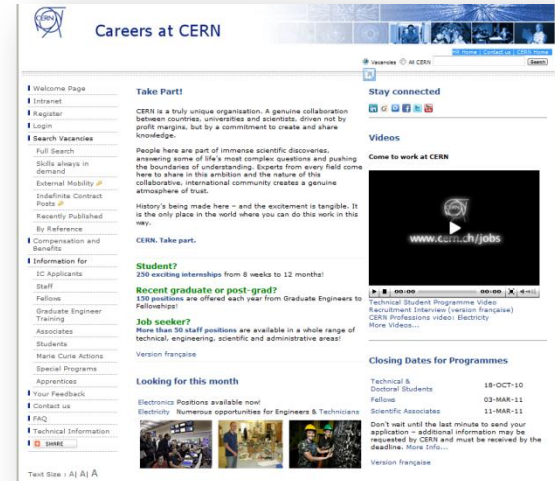 CERN
Careers at CERN
HR Home | Contact us | CERN Home
Vacancies All CERN Search
Welcome Page
Intranet
Register
Login
Search Vacancies
Full Search
Skills always in
demand
External Mobility
Indefinite Contract
Posts
Recently Published
By Reference
Compensation and
Benefits
Information for
IC Applicants
Staff
Fellows
Graduate Engineer
Training
Associates
Students
Marie Curie Actions
Special Programs
Apprentices
Your Feedback
Contact us
FAQ
Technical Information
SHARE
Text Size : A| A| A
Take Part!
CERN is a truly unique organisation. A genuine collaboration
between countries, universities and scientists, driven not by
profit margins, but by a commitment to create and share
knowledge.
People here are part of immense scientific discoveries,
answering some of life's most complex questions and pushing
the boundaries of understanding. Experts from every field come
here to share in this ambition and the nature of this
collaborative, international community creates a genuine
atmosphere of trust.
History's being made here – and the excitement is tangible. It
is the only place in the world where you can do this work in this
way.
CERN. Take part.
Student?
250 exciting internships from 8 weeks to 12 months!
Recent graduate or post-grad?
150 positions are offered each year from Graduate Engineers to
Fellowships!
Job seeker?
More than 50 staff positions are available in a whole range of
technical, engineering, scientific and administrative areas!
Version française
Looking for this month
Electronics Positions available now!
Electricity Numerous opportunities for Engineers & Technicians
Stay connected
Videos
Come to work at CERN
www.cern.ch/jobs
00:00 00:00
Technical Student Programme Video
Recruitment Interview (version française)
CERN Professions video: Electricity
More Videos...
Closing Dates for Programmes
Technical &
Doctoral Students 18-OCT-10
Fellows 03-MAR-11
Scientific Associates 11-MAR-11
Don't wait until the last minute to send your
application – additional information may be
requested by CERN and must be received by the
deadline. More Info...
Version française